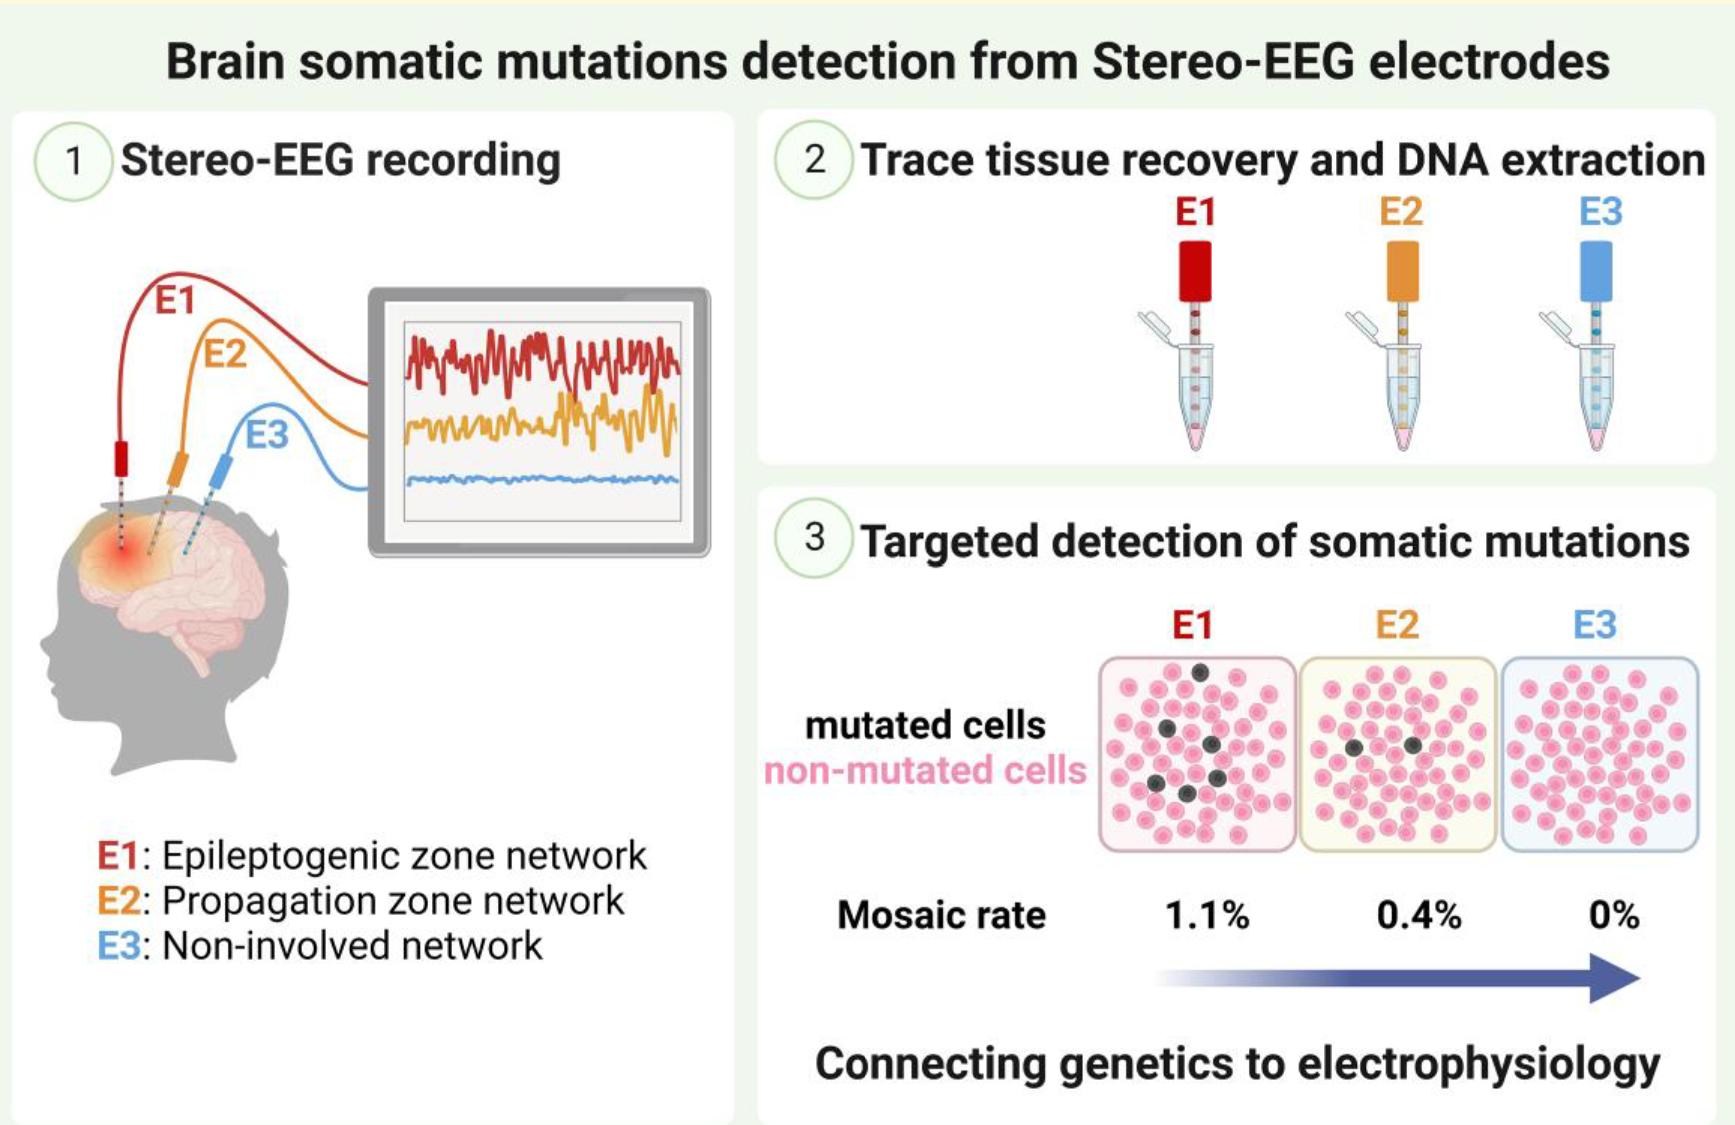 Brain somatic mutations detection from Stereo-EEG electrodes
1 Stereo-EEG recording
E1
E2
E3
E1: Epileptogenic zone network
E2: Propagation zone network
E3: Non-involved network
2 Trace tissue recovery and DNA extraction
E1 E2 E3
3 Targeted detection of somatic mutations
E1 E2 E3
mutated cells
non-mutated cells
Mosaic rate 1.1% 0.4% 0%
Connecting genetics to electrophysiology